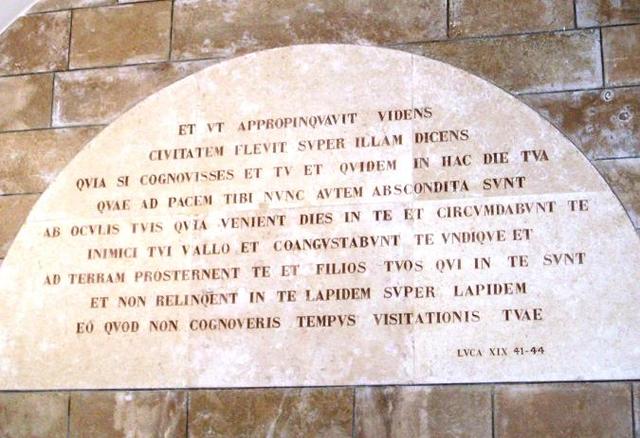 ET VT APPROPINQVAVIT VIDENS
CIVITATEM FLEVIT SVPER ILLAM DICENS
QVIA SI COGNOVISSES ET TV ET QVIDEM IN HAC DIE TVA
QVAE AD PACEM TIBI NVNC AVTEM ABSCONDITA SVNT
AB OCVLIS TVIS QVIA VENIENT DIES IN TE ET CIRCVMDABVNT TE
INIMICI TVI VALLO ET COANGVSTABVNT TE VNDIQVE ET
AD TERRAM PROSTERNENT TE ET FILIOS TVOS QVI IN TE SVNT
ET NON RELINQENT IN TE LAPIDEM SVPER LAPIDEM
EO QVOD NON COGNOVERIS TEMPVS VISITATIONIS TVAE
LVCA XIX 41-44